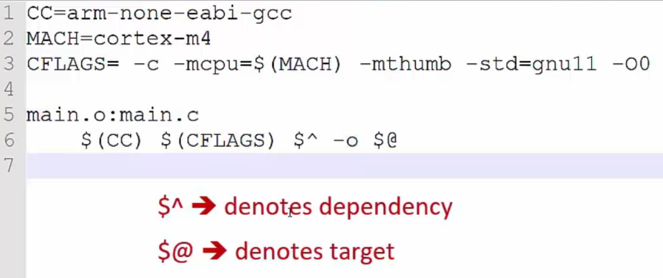 1 CC=arm-none-eabi-gcc
2 MACH=cortex-m4
3 CFLAGS= -c -mcpu=$(MACH) -mthumb -std=gnu11 -O0
4
5 main.o:main.c
6     $(CC) $(CFLAGS) $^ -o $@
7
$^ ➔ denotes dependency
$@ ➔ denotes target